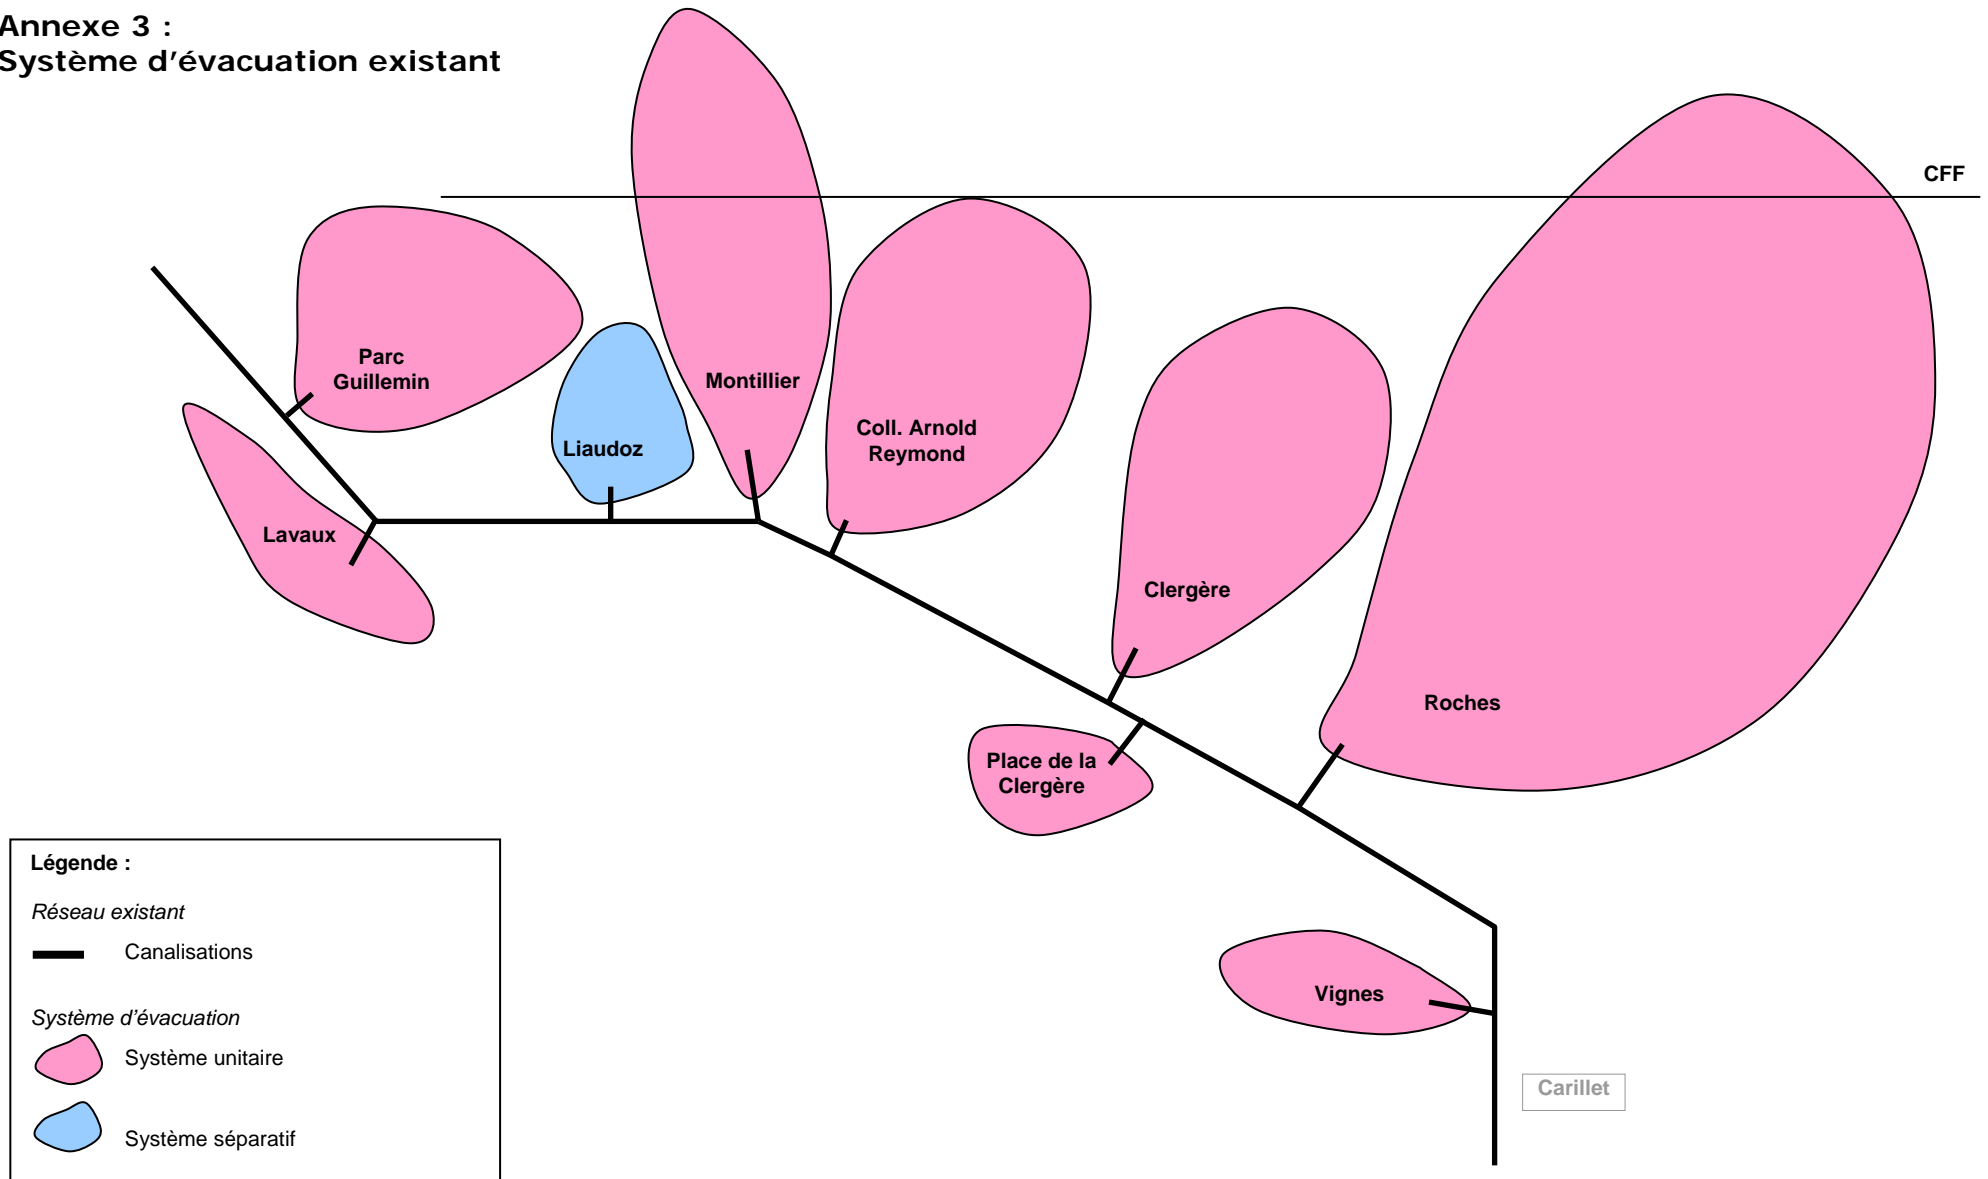 Annexe 3 :
Système d'évacuation existant
CFF
Parc
Guillemin
Montillier
Coll. Arnold
Reymond
Liaudoz
Lavaux
Clergère
Roches
Place de la
Clergère
Vignes
Carillet
Légende :
Réseau existant
Canalisations
Système d'évacuation
Système unitaire
Système séparatif